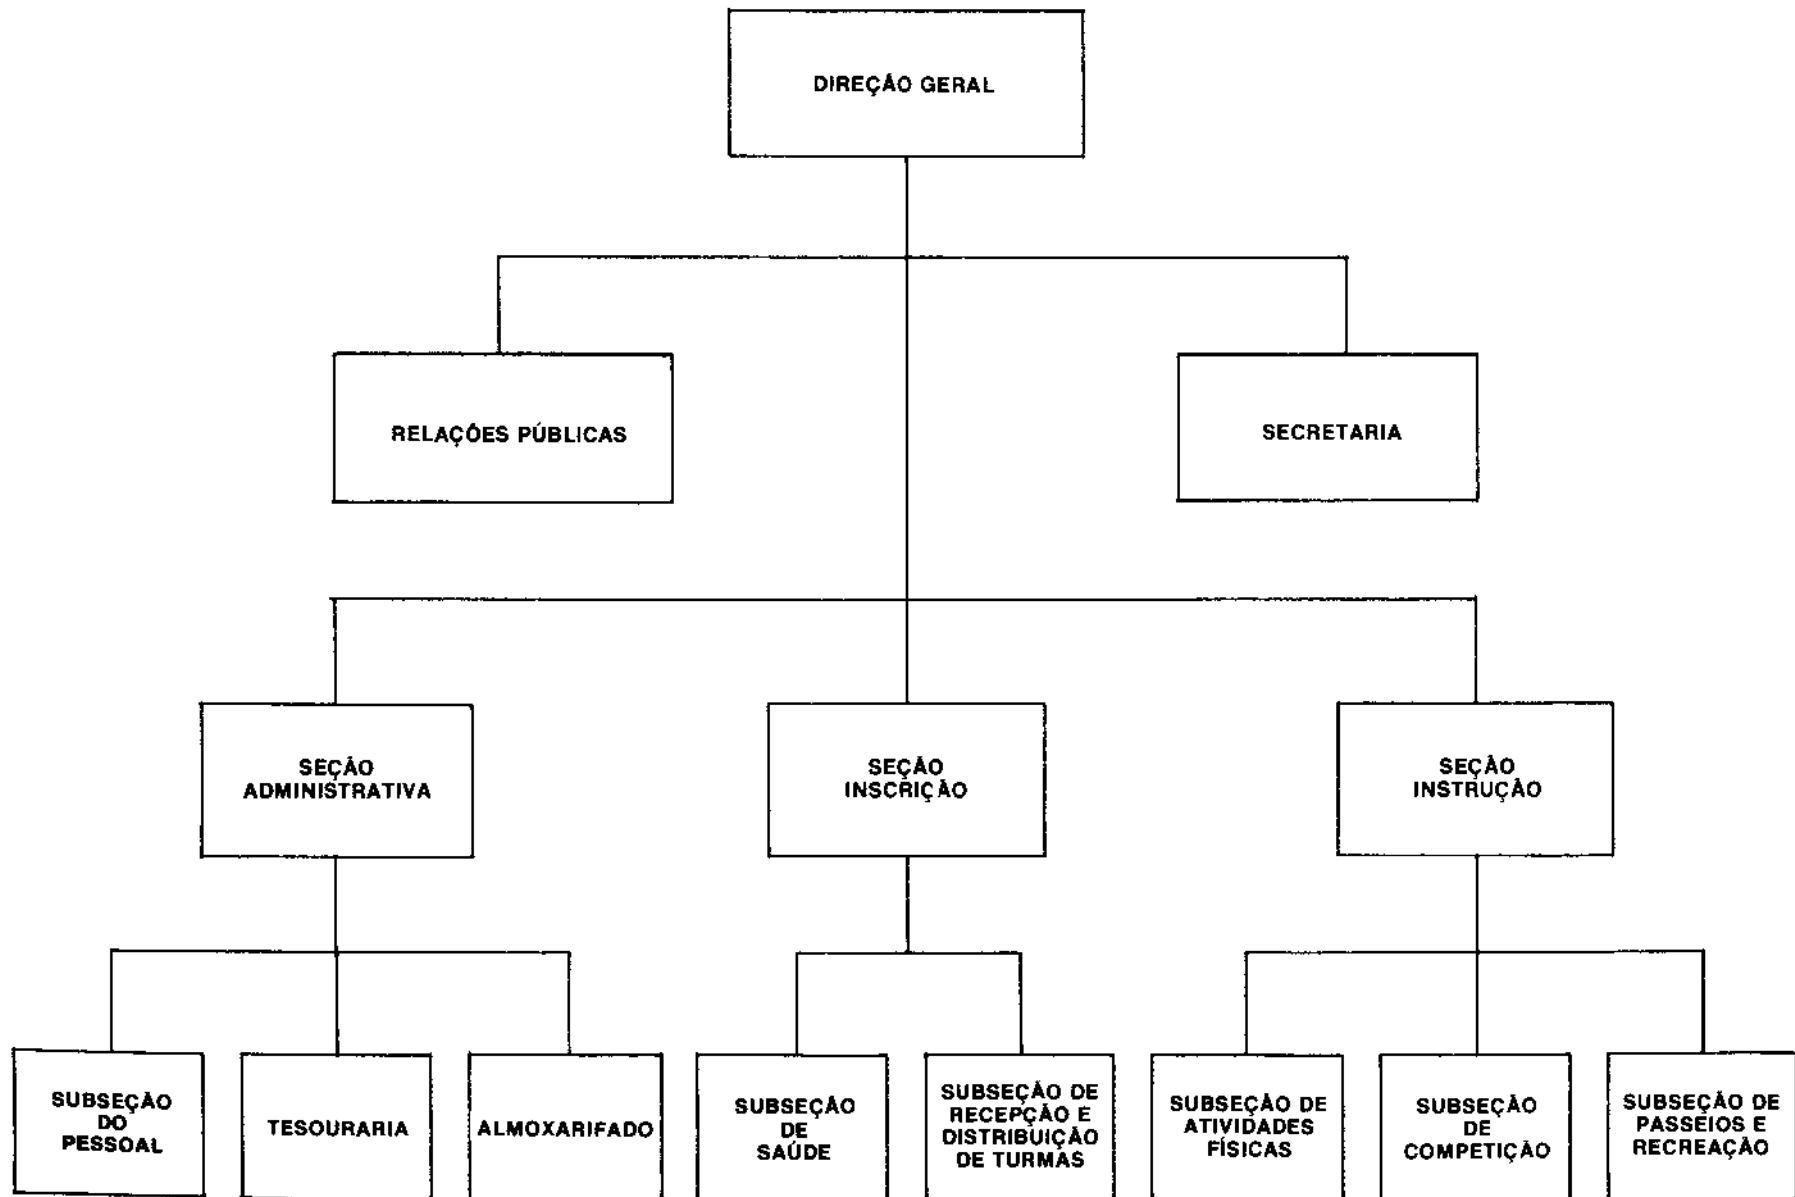 DIREÇÃO GERAL
RELAÇÕES PÚBLICAS
SECRETARIA
SEÇÃO
ADMINISTRATIVA
SEÇÃO
INSCRIÇÃO
SEÇÃO
INSTRUÇÃO
SUBSEÇÃO
DO
PESSOAL
TESOURARIA
ALMOXARIFADO
SUBSEÇÃO
DE
SAÚDE
SUBSEÇÃO DE
RECEPÇÃO E
DISTRIBUIÇÃO
DE TURMAS
SUBSEÇÃO DE
ATIVIDADES
FÍSICAS
SUBSEÇÃO
DE
COMPETIÇÃO
SUBSEÇÃO DE
PASSEIOS E
RECREAÇÃO